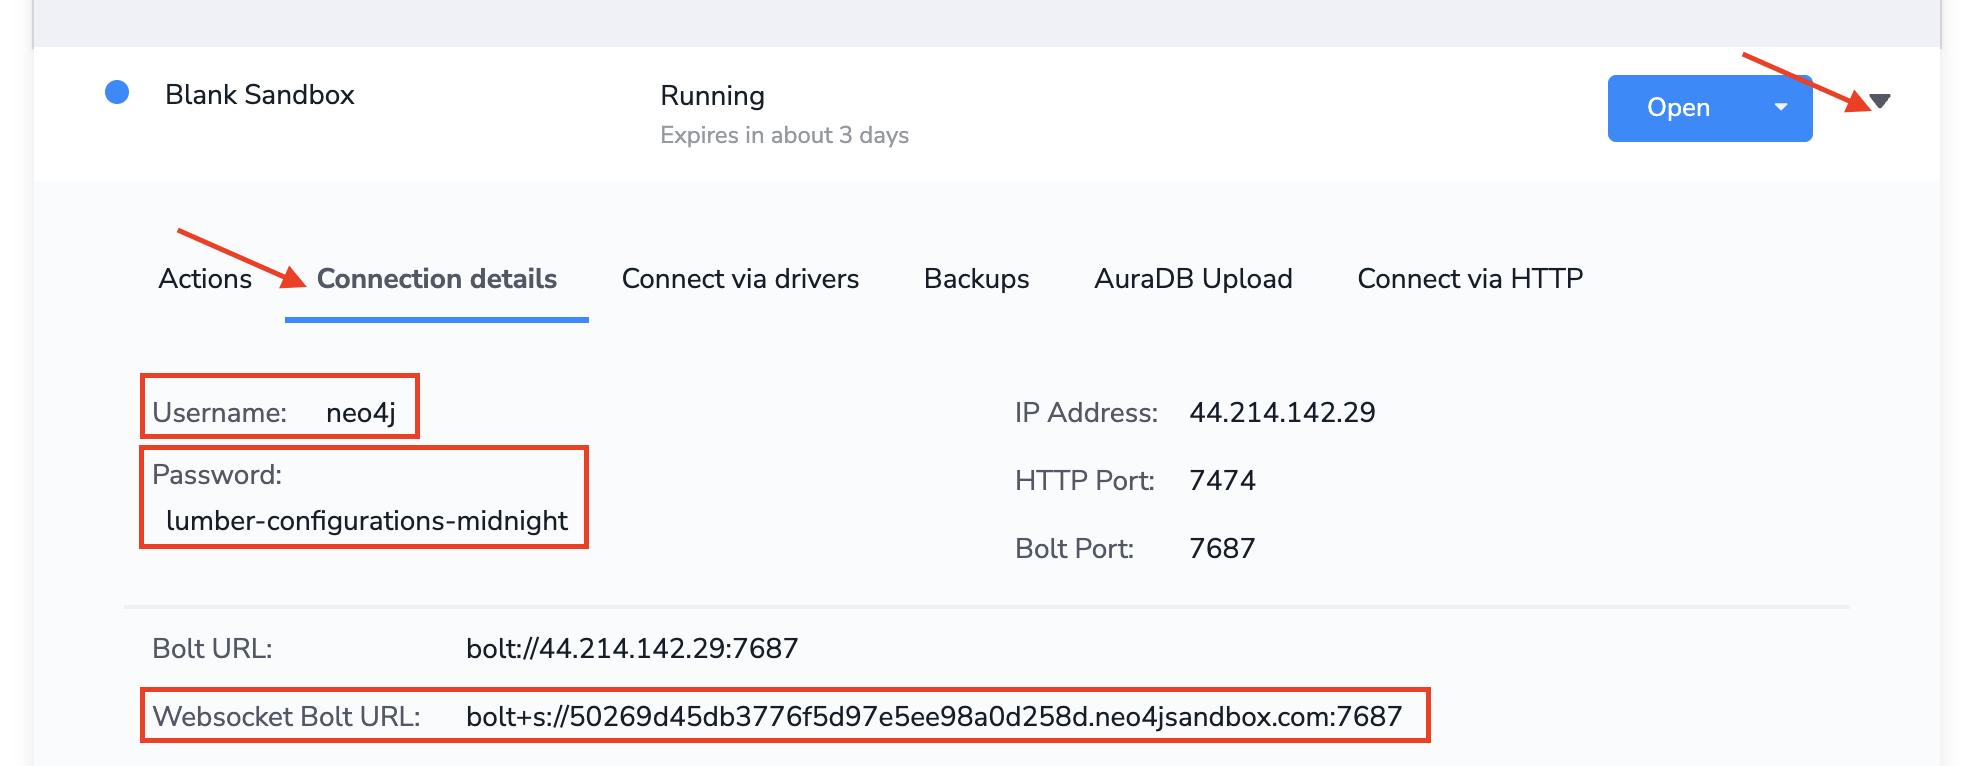 Blank Sandbox
Running
Expires in about 3 days
Open
Actions
Connection details
Connect via drivers
Backups
AuraDB Upload
Connect via HTTP
Username: neo4j
Password:
lumber-configurations-midnight
IP Address: 44.214.142.29
HTTP Port: 7474
Bolt Port: 7687
Bolt URL: bolt://44.214.142.29:7687
Websocket Bolt URL: bolt+s://50269d45db3776f5d97e5ee98a0d258d.neo4jsandbox.com:7687